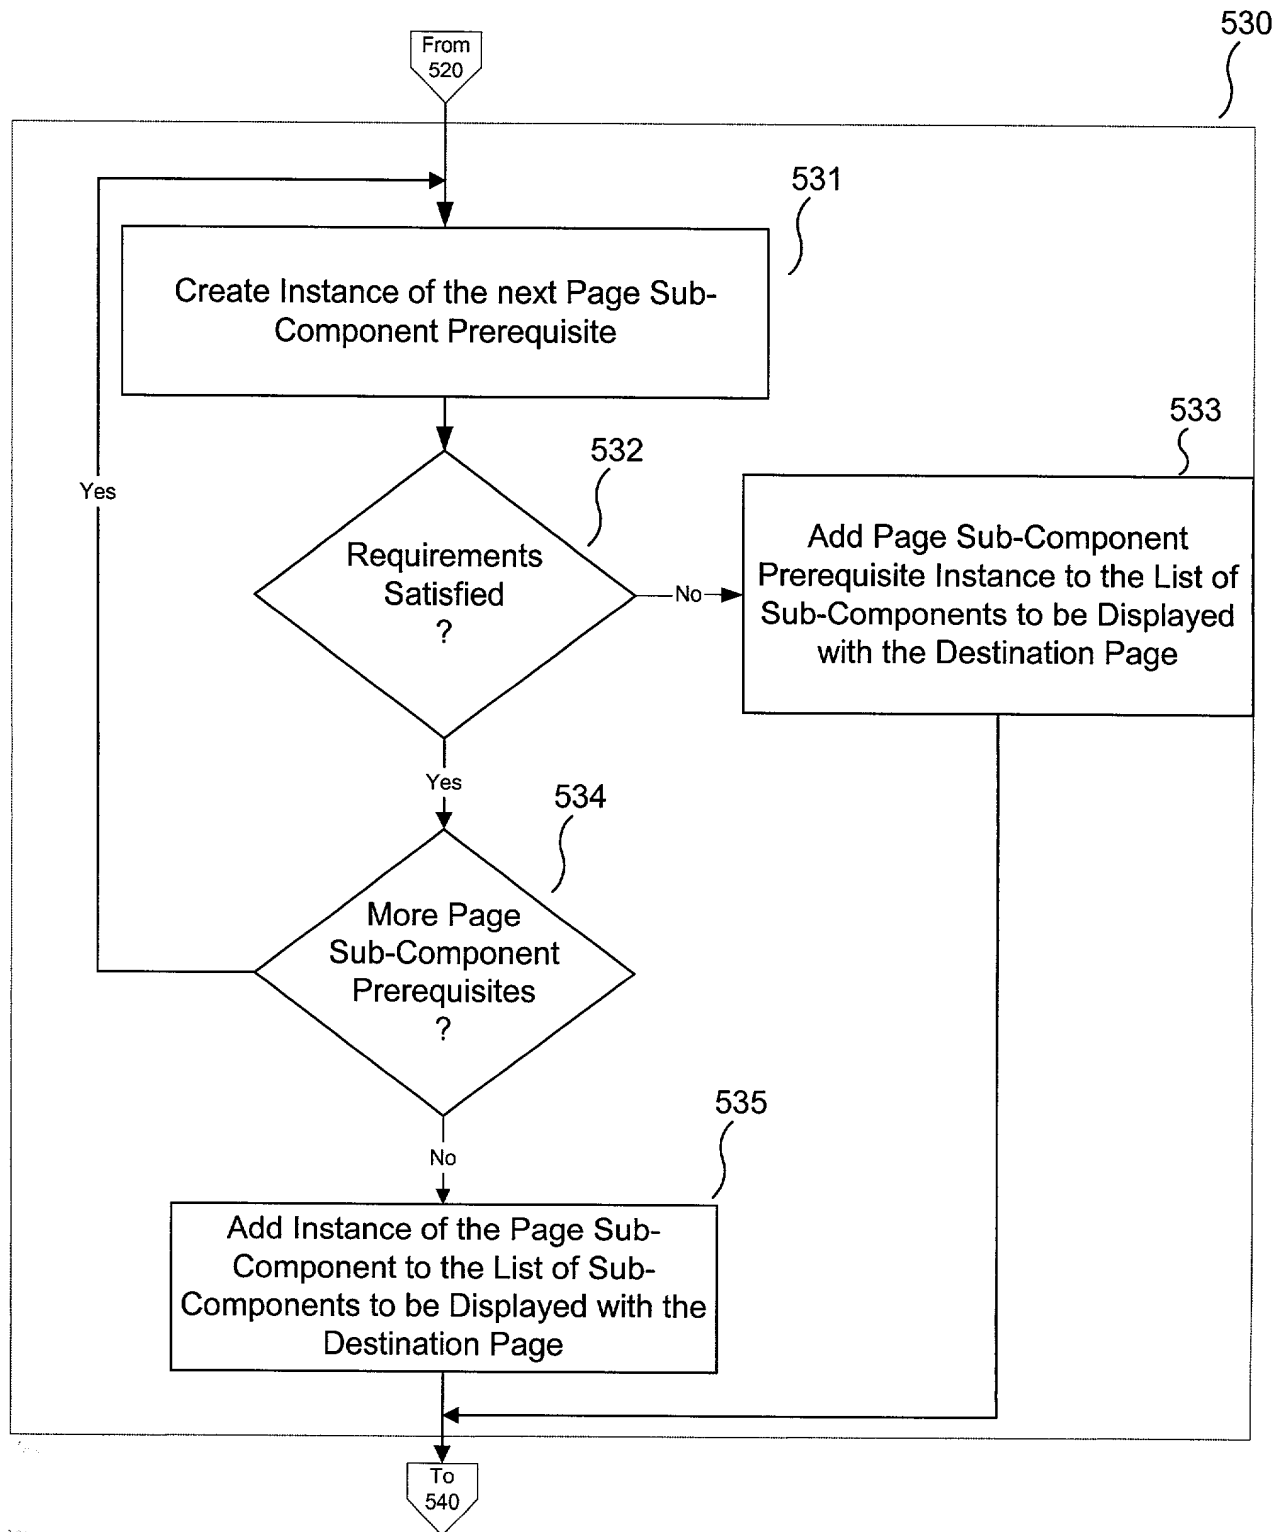 530
From
520
531
Create Instance of the next Page Sub-
Component Prerequisite
532
533
Yes
Requirements
Satisfied
?
No
Add Page Sub-Component
Prerequisite Instance to the List of
Sub-Components to be Displayed
with the Destination Page
Yes
534
More Page
Sub-Component
Prerequisites
?
No
535
Add Instance of the Page Sub-
Component to the List of Sub-
Components to be Displayed with the
Destination Page
To
540